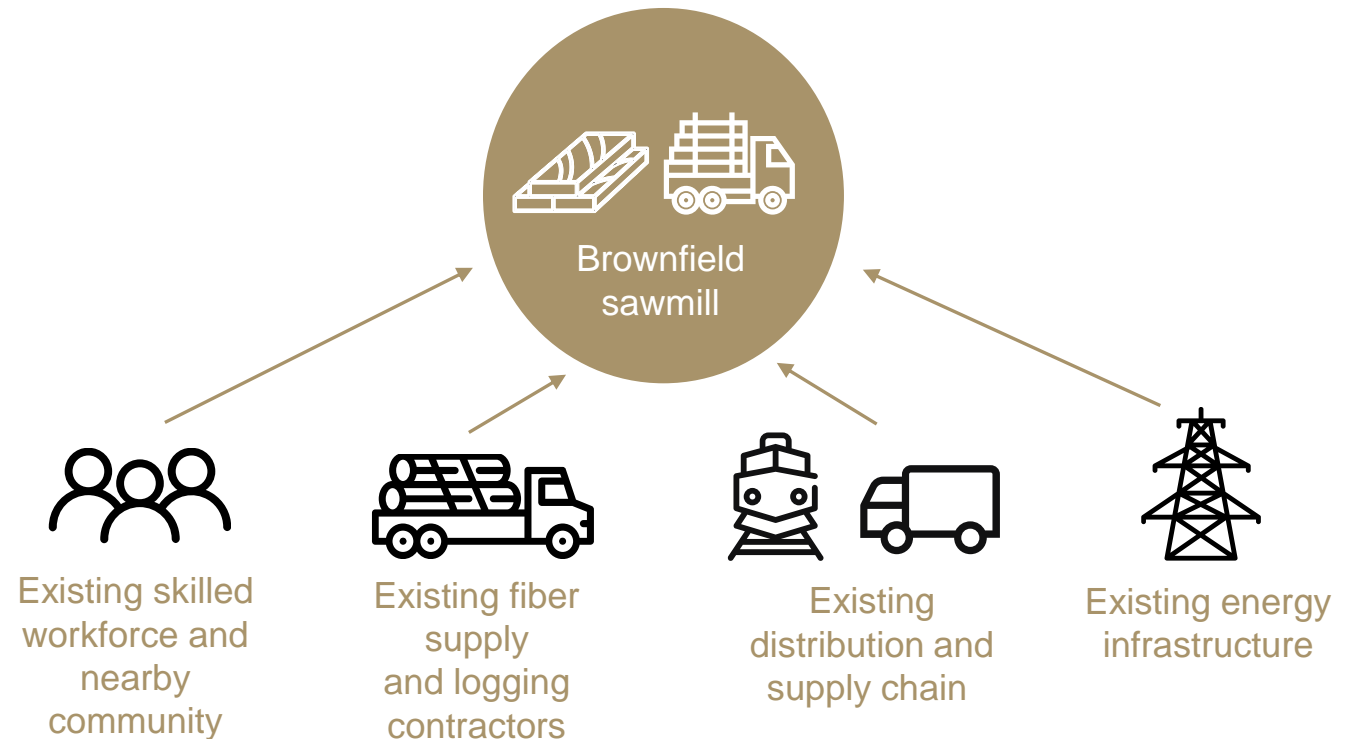 Brownfield
sawmill
Existing skilled
workforce and
nearby
community
Existing fiber
supply
and logging
contractors
Existing
distribution and
supply chain
Existing energy
infrastructure